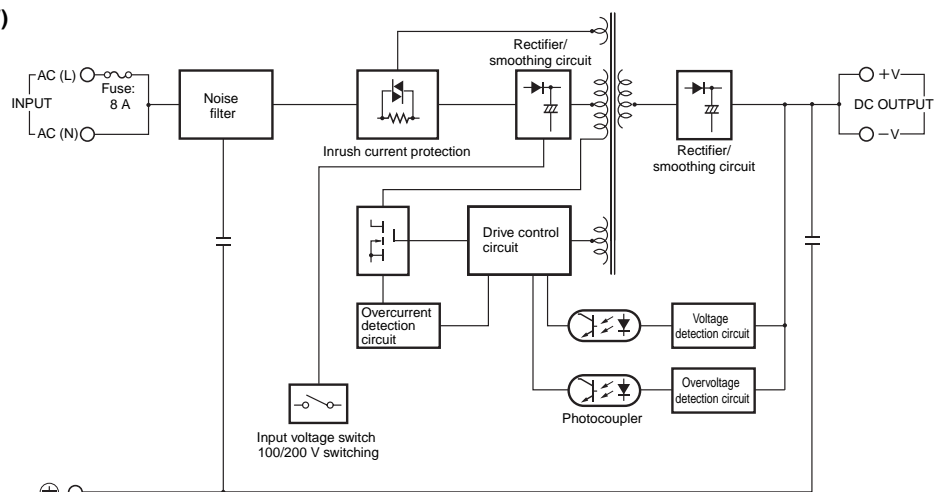 )
AC (L)
Fuse:
8 A
INPUT
AC (N)
Noise
filter
Inrush current protection
Rectifier/
smoothing circuit
Rectifier/
smoothing circuit
+V
DC OUTPUT
−V
Drive control
circuit
Overcurrent
detection
circuit
Voltage
detection circuit
Overvoltage
detection circuit
Photocoupler
Input voltage switch
100/200 V switching